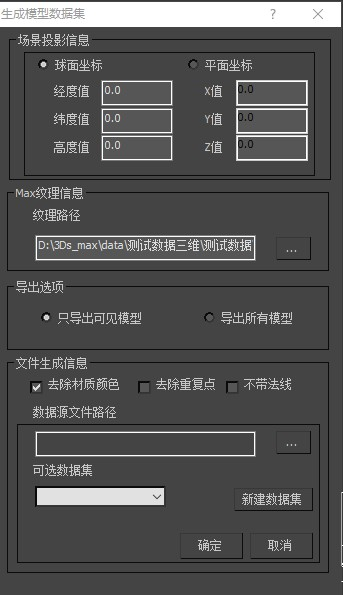 生成模型数据集 ?
场景投影信息
球面坐标 平面坐标
经度值 0.0 X值 0.0
纬度值 0.0 Y值 0.0
高度值 0.0 Z值 0.0
Max纹理信息
纹理路径
D:\3Ds_max\data\测试数据三维\测试数据 ...
导出选项
只导出可见模型 导出所有模型
文件生成信息
去除材质颜色 去除重复点 不带法线
数据源文件路径
...
可选数据集
新建数据集
确定 取消